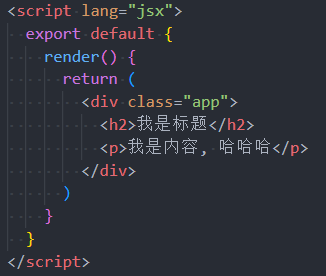 <script lang="jsx">
export default {
render() {
return (
<div class="app">
<h2>我是标题</h2>
<p>我是内容, 哈哈哈</p>
</div>
)
}
}
</script>